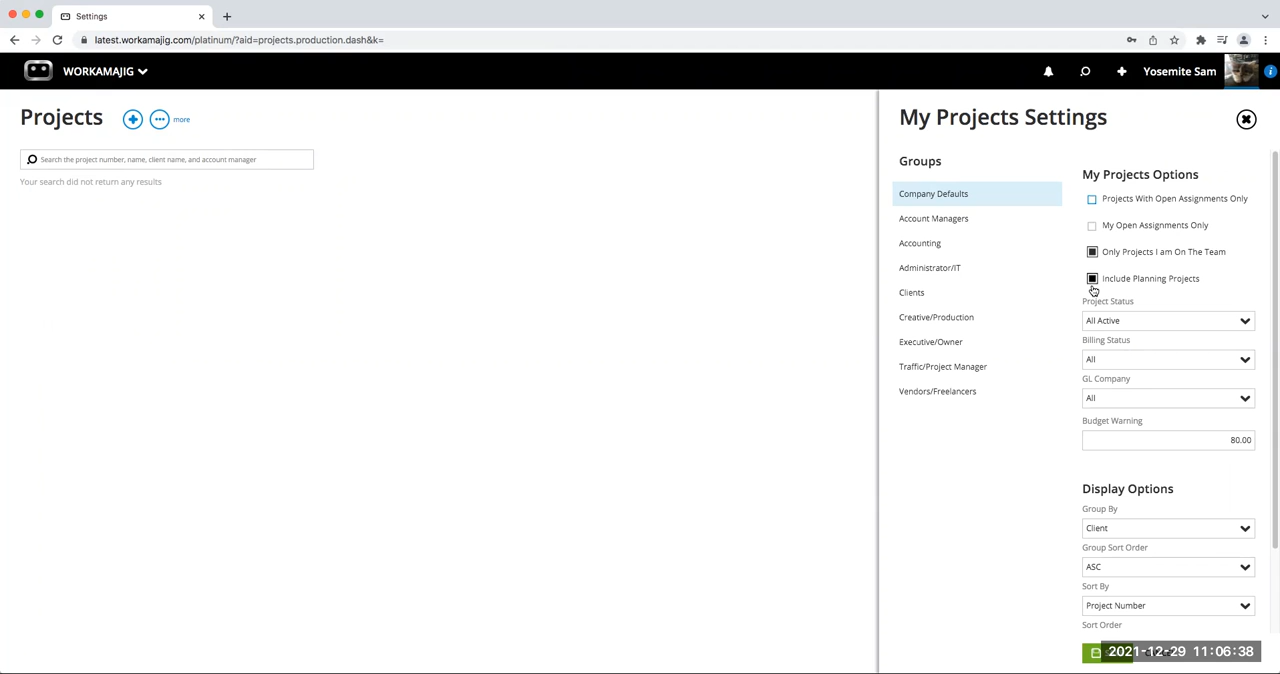 Settings
latest.workamajig.com/platinum/?aid=projects.production.dash&k=
WORKAMAJIG
Yosemite Sam
Projects
more
Search the project number, name, client name, and account manager
Your search did not return any results
My Projects Settings
Groups
Company Defaults
Account Managers
Accounting
Administrator/IT
Clients
Creative/Production
Executive/Owner
Traffic/Project Manager
Vendors/Freelancers
My Projects Options
Projects With Open Assignments Only
My Open Assignments Only
Only Projects I am On The Team
Include Planning Projects
Project Status
All Active
Billing Status
All
GL Company
All
Budget Warning
80.00
Display Options
Group By
Client
Group Sort Order
ASC
Sort By
Project Number
Sort Order
2021-12-29 11:06:38